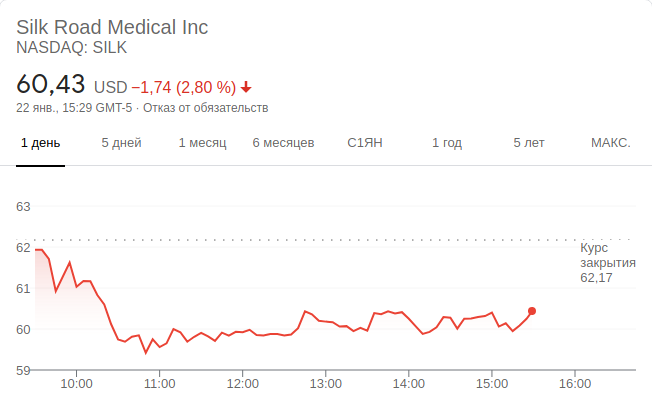 Silk Road Medical Inc
NASDAQ: SILK
60,43 USD −1,74 (2,80 %)
22 янв., 15:29 GMT-5 · Отказ от обязательств
1 день 5 дней 1 месяц 6 месяцев С1ЯН 1 год 5 лет МАКС.
63
62
Курс
закрытия
62,17
61
60
59
10:00 11:00 12:00 13:00 14:00 15:00 16:00